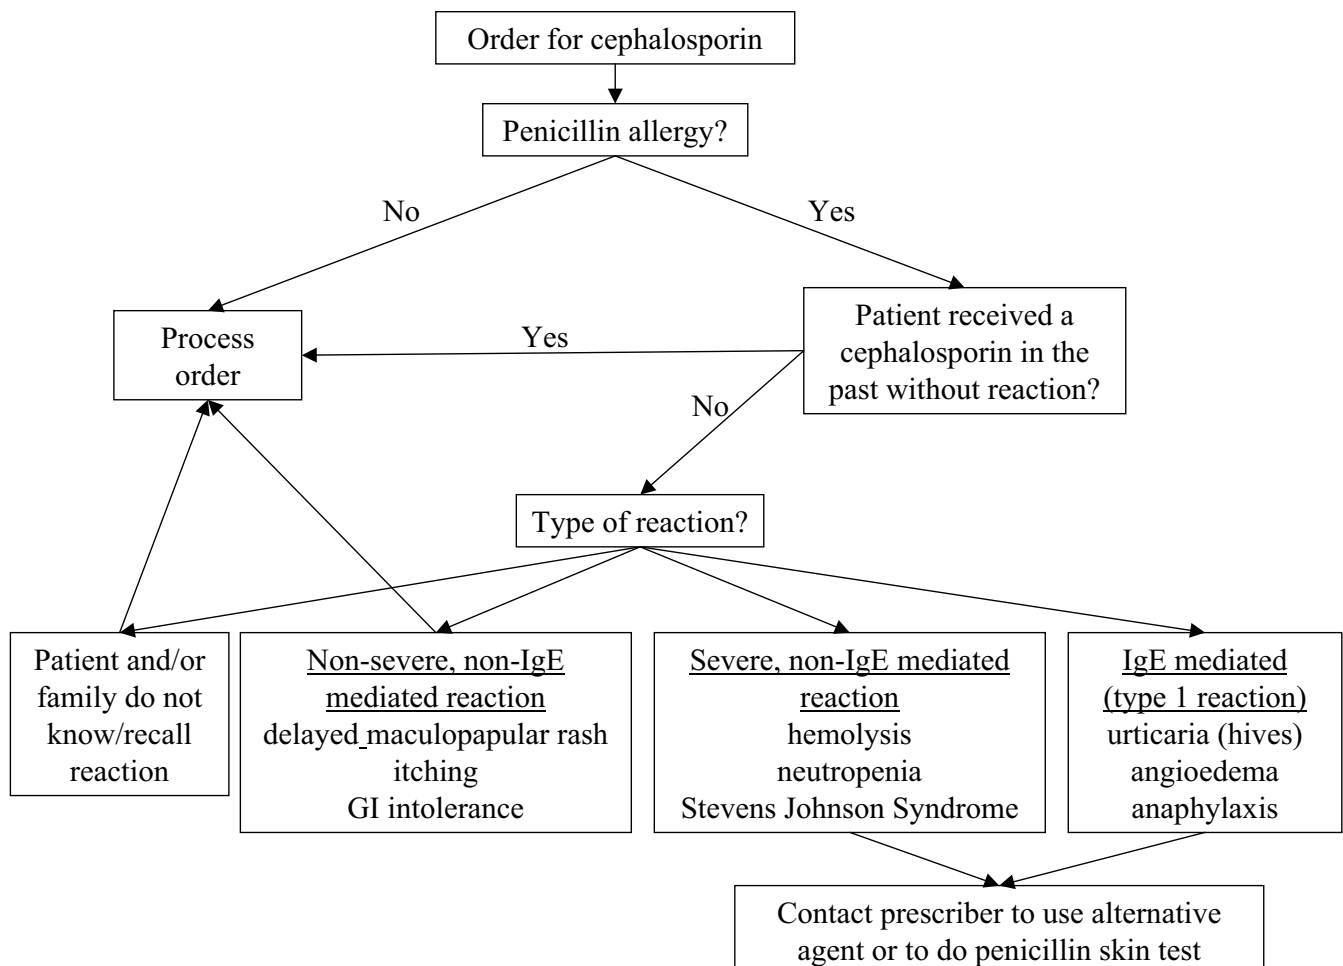 Order for cephalosporin
Penicillin allergy?
No
Yes
Process
order
Yes
Patient received a
cephalosporin in the
past without reaction?
No
Type of reaction?
Patient and/or
family do not
know/recall
reaction
Non-severe, non-IgE
mediated reaction
delayed maculopapular rash
itching
GI intolerance
Severe, non-IgE mediated
reaction
hemolysis
neutropenia
Stevens Johnson Syndrome
IgE mediated
(type 1 reaction)
urticaria (hives)
angioedema
anaphylaxis
Contact prescriber to use alternative
agent or to do penicillin skin test